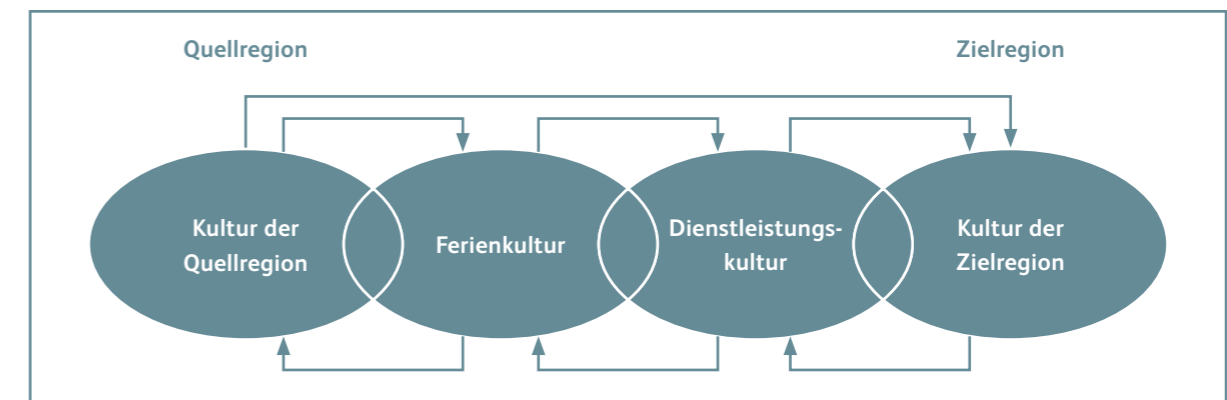 Quellregion
Zielregion
Kultur der
Quellregion
Ferienkultur
Dienstleistungs-
kultur
Kultur der
Zielregion